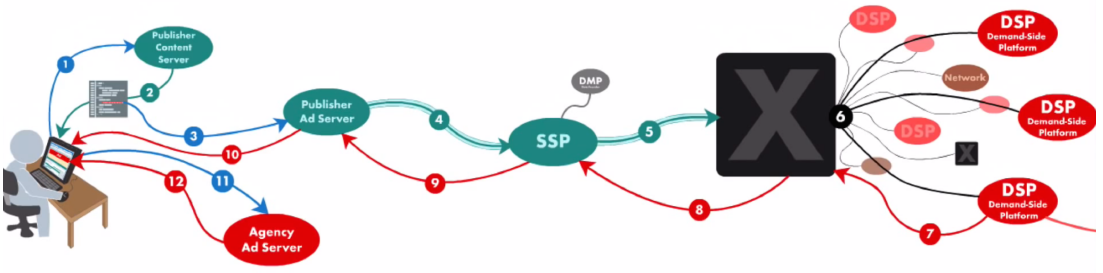 DSP
DSP
Demand-Side
Platform
Publisher
Content
Server
1
2
DMP
Network
3
Publisher
Ad Server
4
SSP
5
X
6
DSP
Demand-Side
Platform
DSP
X
10
9
8
12
11
Agency
Ad Server
DSP
Demand-Side
Platform
7